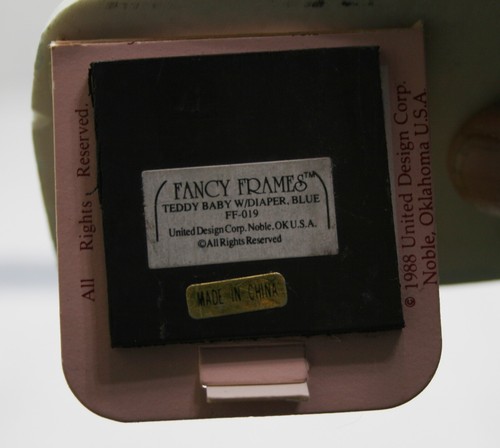 All Rights Reserved.
FANCY FRAMES™
TEDDY BABY W/DIAPER, BLUE
FF-019
United Design Corp. Noble, OK U.S.A.
©All Rights Reserved
MADE IN CHINA
© 1988 United Design Corp.
Noble, Oklahoma U.S.A